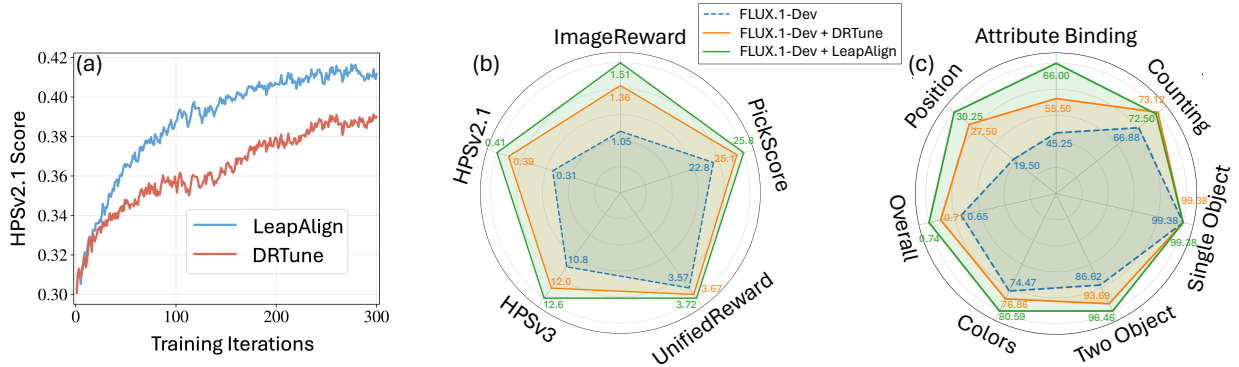 (a)
HPSv2.1 Score
0.42
0.40
0.38
0.36
0.34
0.32
0.30
0
100
200
300
Training Iterations
LeapAlign
DRTune
FLUX.1-Dev
FLUX.1-Dev + DRTune
FLUX.1-Dev + LeapAlign
(b)
ImageReward
PickScore
UnifiedReward
HPSv3
HPSv2.1
1.51
1.36
1.05
25.8
25.1
22.8
3.57
3.67
3.72
10.8
12.0
12.6
0.41
0.39
0.31
(c)
Attribute Binding
Counting
Single Object
Two Object
Colors
Overall
Position
66.00
55.50
45.25
73.12
72.50
66.88
99.38
99.38
99.38
86.62
93.69
96.46
74.47
76.86
80.59
0.65
0.71
0.74
30.25
27.50
19.50